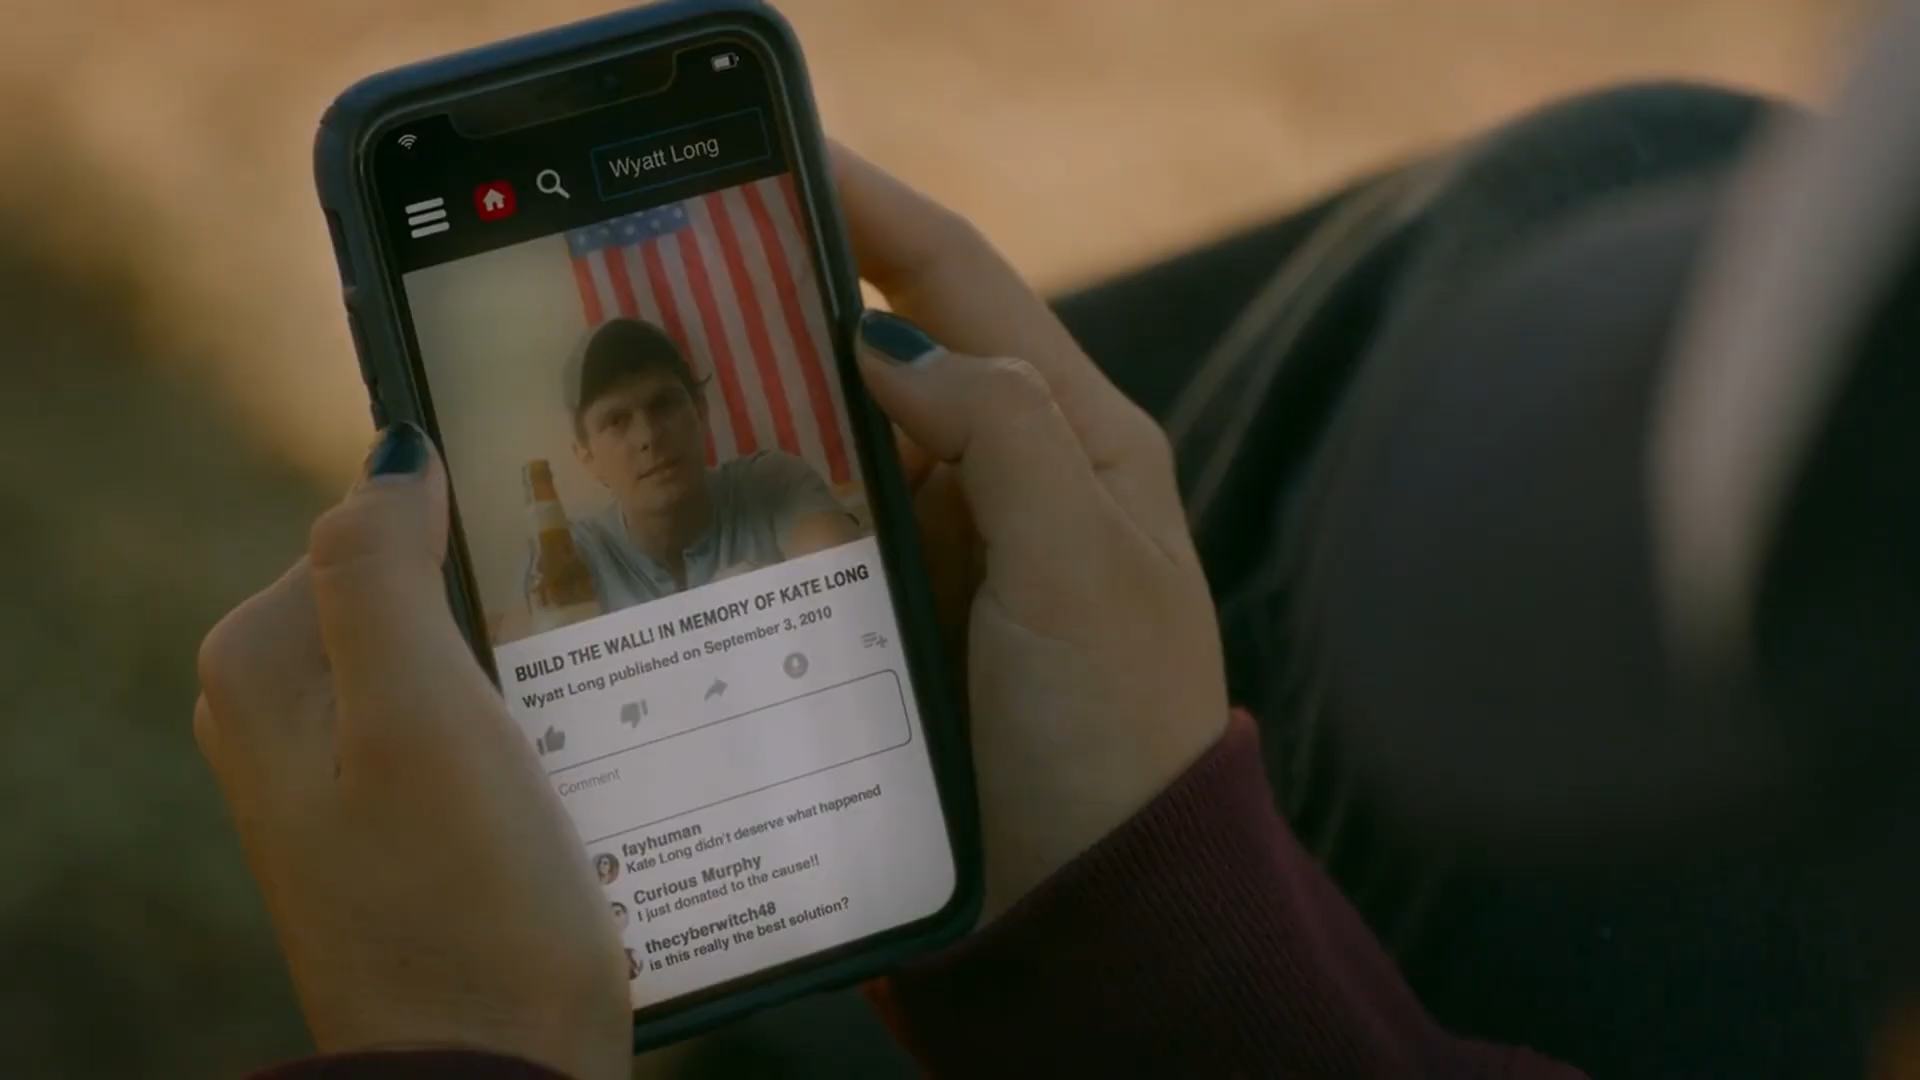 Wyatt Long
BUILD THE WALL! IN MEMORY OF KATE LONG
Wyatt Long published on September 3, 2010
Comment
fayhuman
Kate Long didn't deserve what happened
Curious Murphy
I just donated to the cause!!
thecyberwitch48
is this really the best solution?